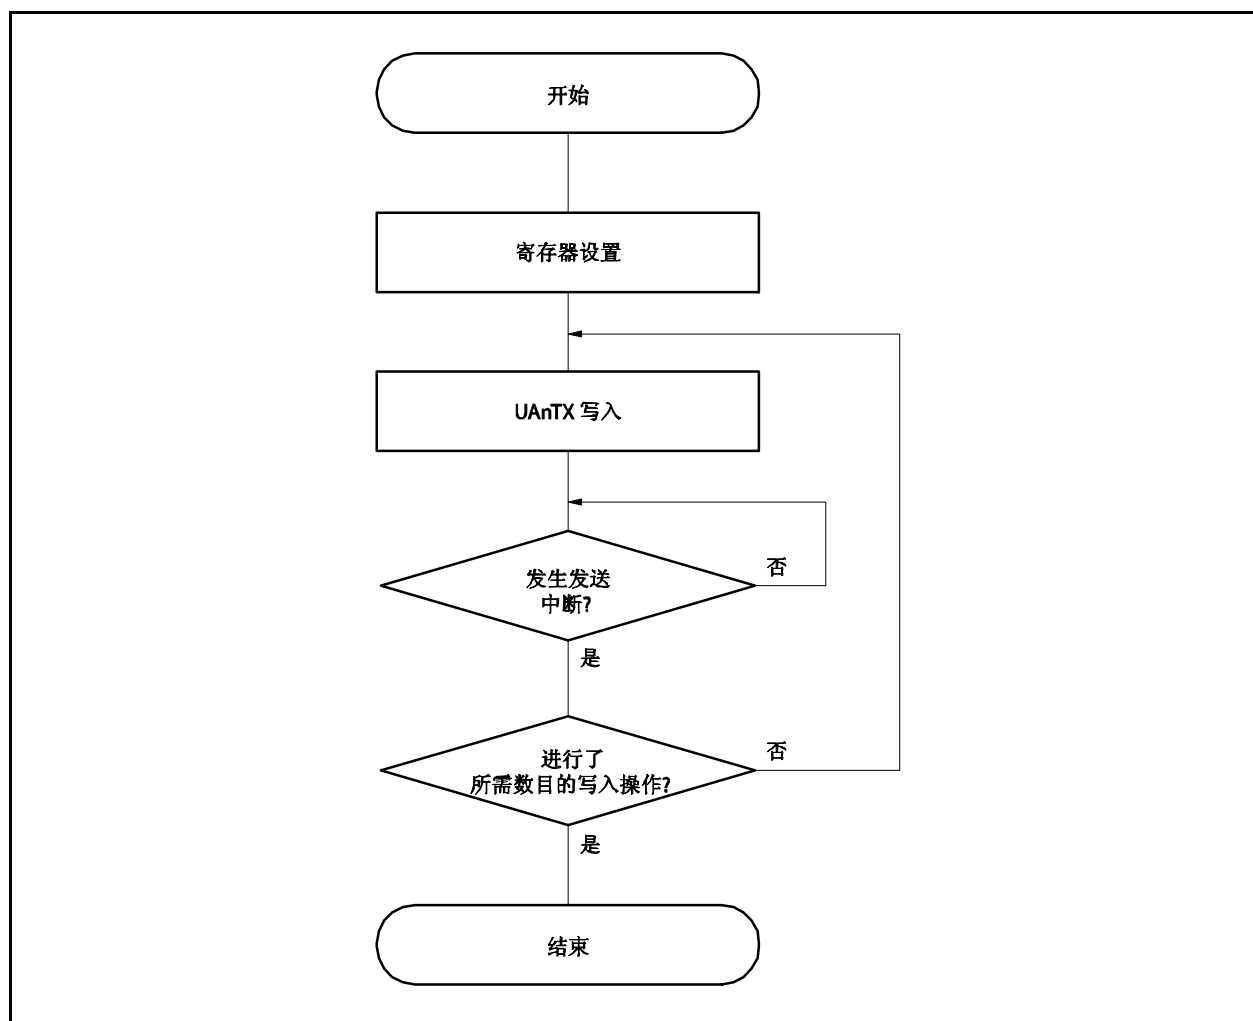 开始
寄存器设置
UAnTX 写入
发生发送
中断?
否
是
进行了
所需数目的写入操作?
否
是
结束